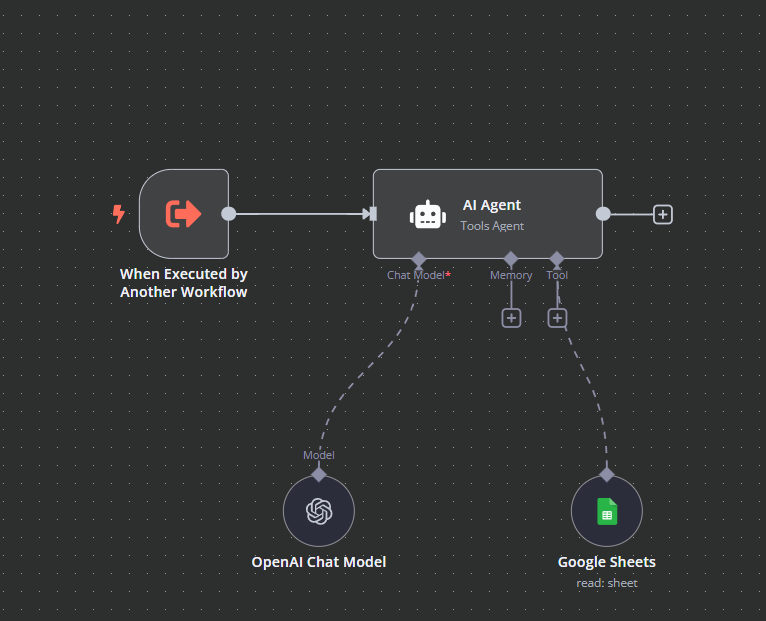 AI Agent
Tools Agent
Chat Model*
Memory
Tool
When Executed by
Another Workflow
Model
OpenAI Chat Model
Google Sheets
read: sheet